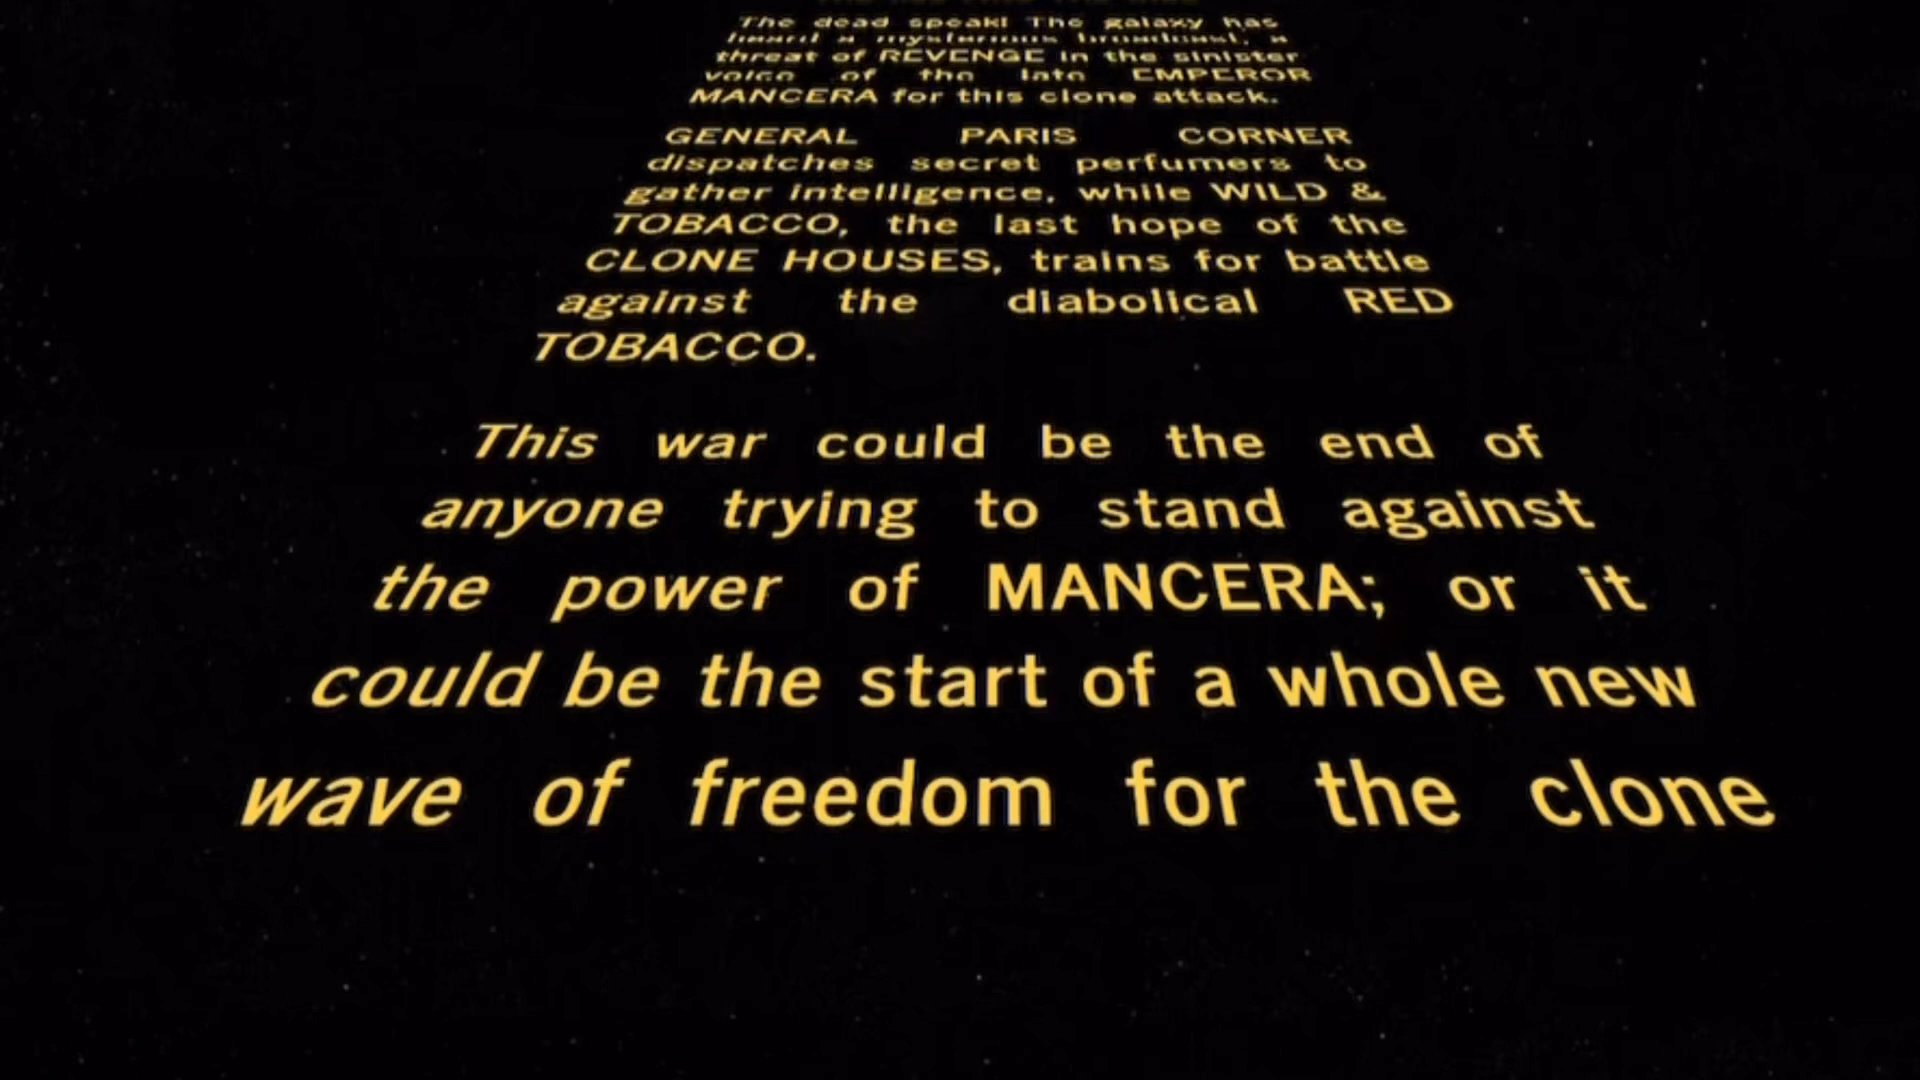 The dead speak! The galaxy has
heard a mysterious broadcast, a
threat of REVENGE in the sinister
voice of the late EMPEROR
MANCERA for this clone attack.
GENERAL PARIS CORNER
dispatches secret perfumers to
gather intelligence, while WILD &
TOBACCO, the last hope of the
CLONE HOUSES, trains for battle
against the diabolical RED
TOBACCO.
This war could be the end of
anyone trying to stand against
the power of MANCERA; or it
could be the start of a whole new
wave of freedom for the clone